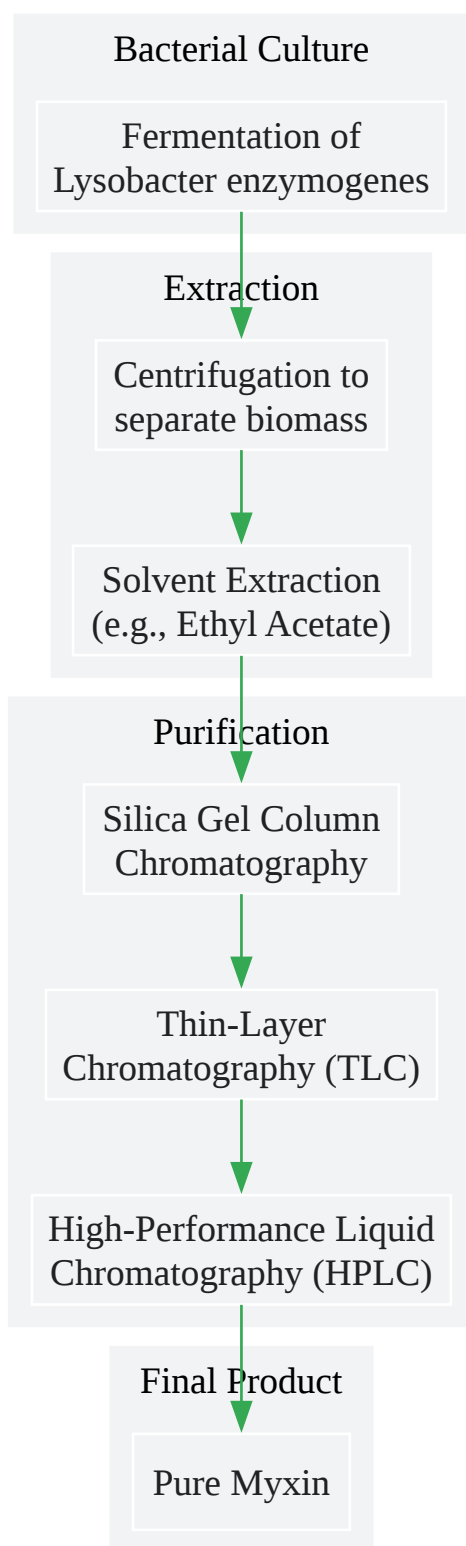 Bacterial Culture
Fermentation of
Lysobacter enzymogenes
Extraction
Centrifugation to
separate biomass
Solvent Extraction
(e.g., Ethyl Acetate)
Purification
Silica Gel Column
Chromatography
Thin-Layer
Chromatography (TLC)
High-Performance Liquid
Chromatography (HPLC)
Final Product
Pure Myxin